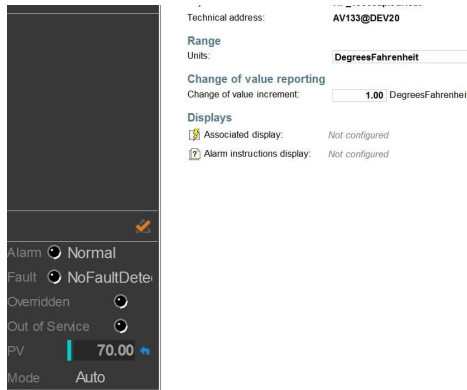 Technical address: AV133@DEV20
Range
Units: DegreesFahrenheit
Change of value reporting
Change of value increment: 1.00 DegreesFahrenhei
Displays
Associated display: Not configured
? Alarm instructions display: Not configured
Alarm Normal
Fault NoFaultDete
Overridden
Out of Service
PV 70.00
Mode Auto